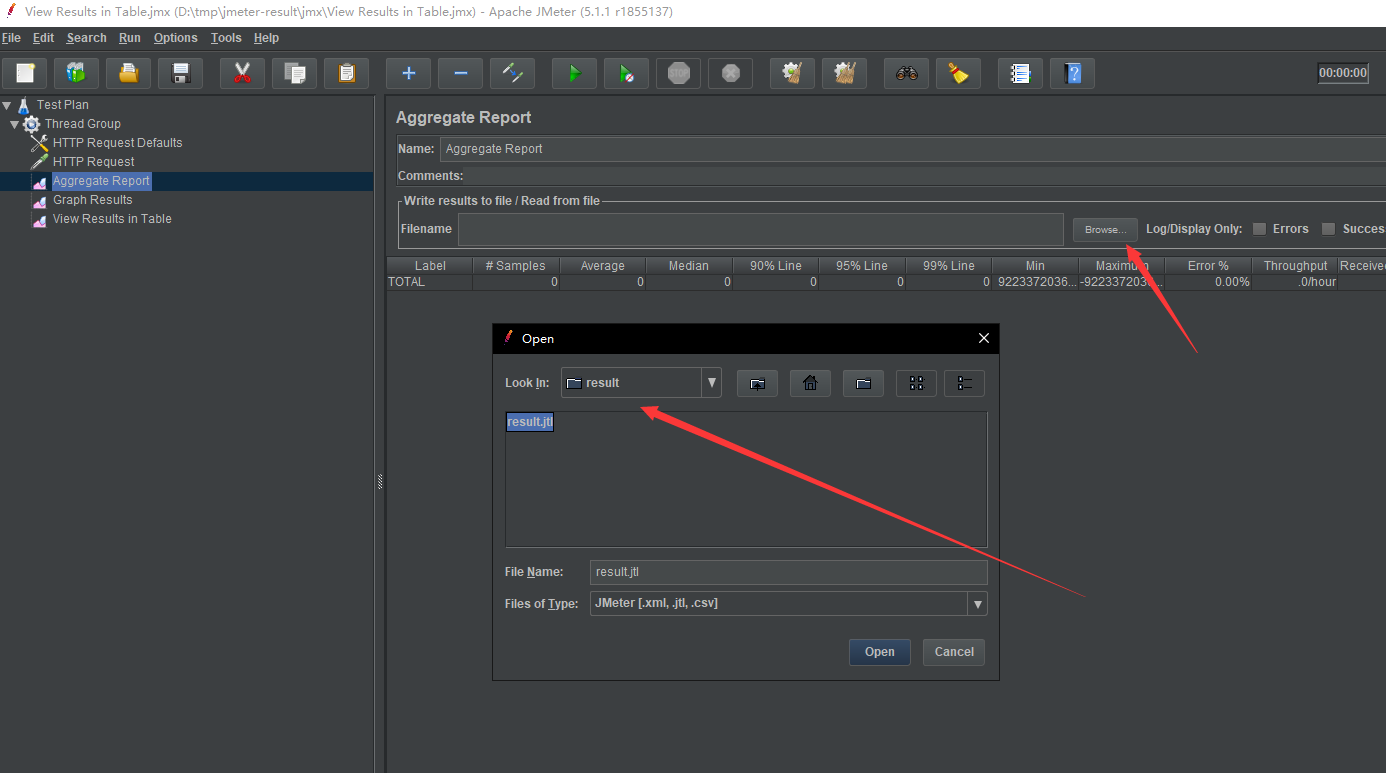 View Results in Table.jmx (D:\tmp\jmeter-result\jmx\View Results in Table.jmx) - Apache JMeter (5.1.1 r1855137)
File Edit Search Run Options Tools Help
STOP
00:00:00
Test Plan
Thread Group
HTTP Request Defaults
HTTP Request
Aggregate Report
Graph Results
View Results in Table
Aggregate Report
Name: Aggregate Report
Comments:
Write results to file / Read from file
Filename Browse... Log/Display Only: Errors Succes
Label # Samples Average Median 90% Line 95% Line 99% Line Min Maximum Error % Throughput Received
TOTAL 0 0 0 0 0 0 9223372036... -9223372036... 0.00% .0/hour
Open
Look In: result
result.jtl
File Name: result.jtl
Files of Type: JMeter [.xml, .jtl, .csv]
Open Cancel